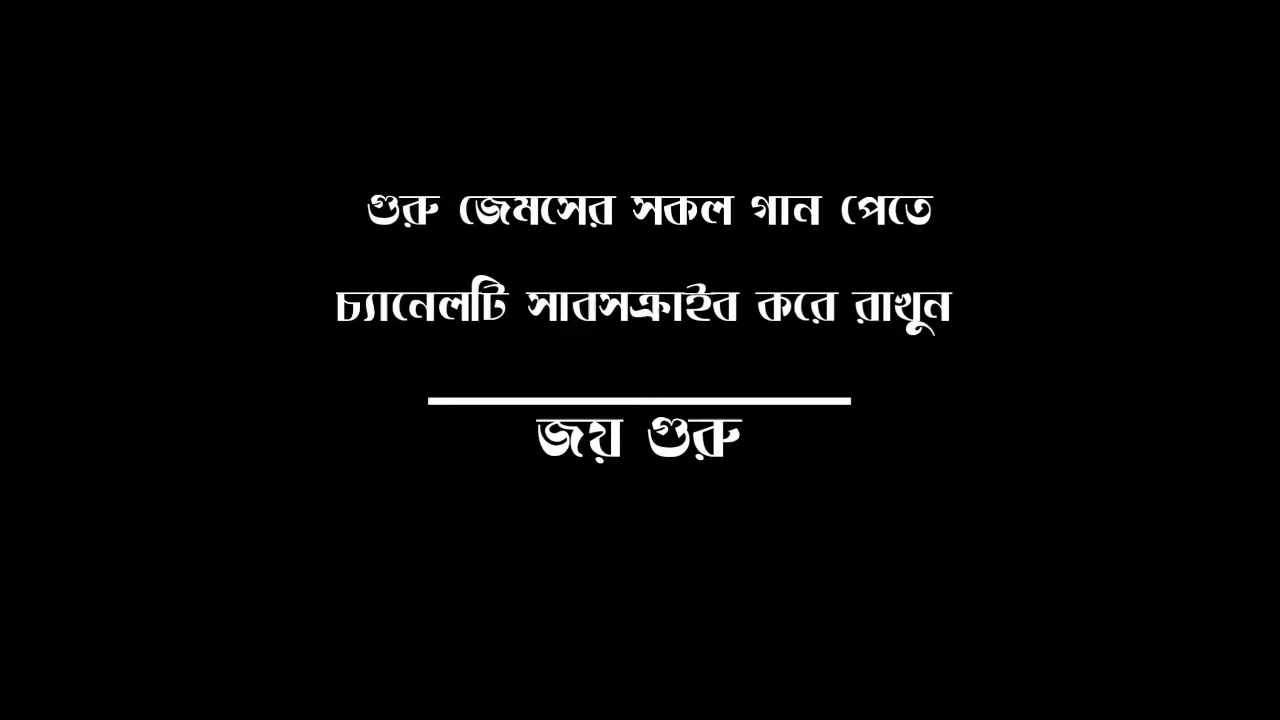 গুরু জেমসের সকল গান পেতে
চ্যানেলটি সাবসক্রাইব করে রাখুন
জয় গুরু